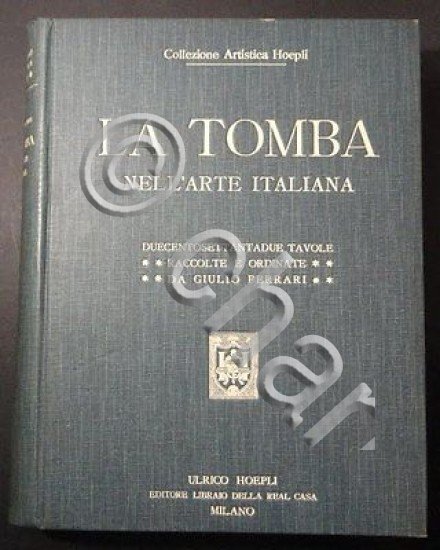 Collezione Artistica Hoepli
LA TOMBA
NELL'ARTE ITALIANA
DUECENTOSETTANTADUE TAVOLE
* * RACCOLTE E ORDINATE * *
* * DA GIULIO FERRARI * *
ULRICO HOEPLI
EDITORE LIBRAIO DELLA REAL CASA
MILANO